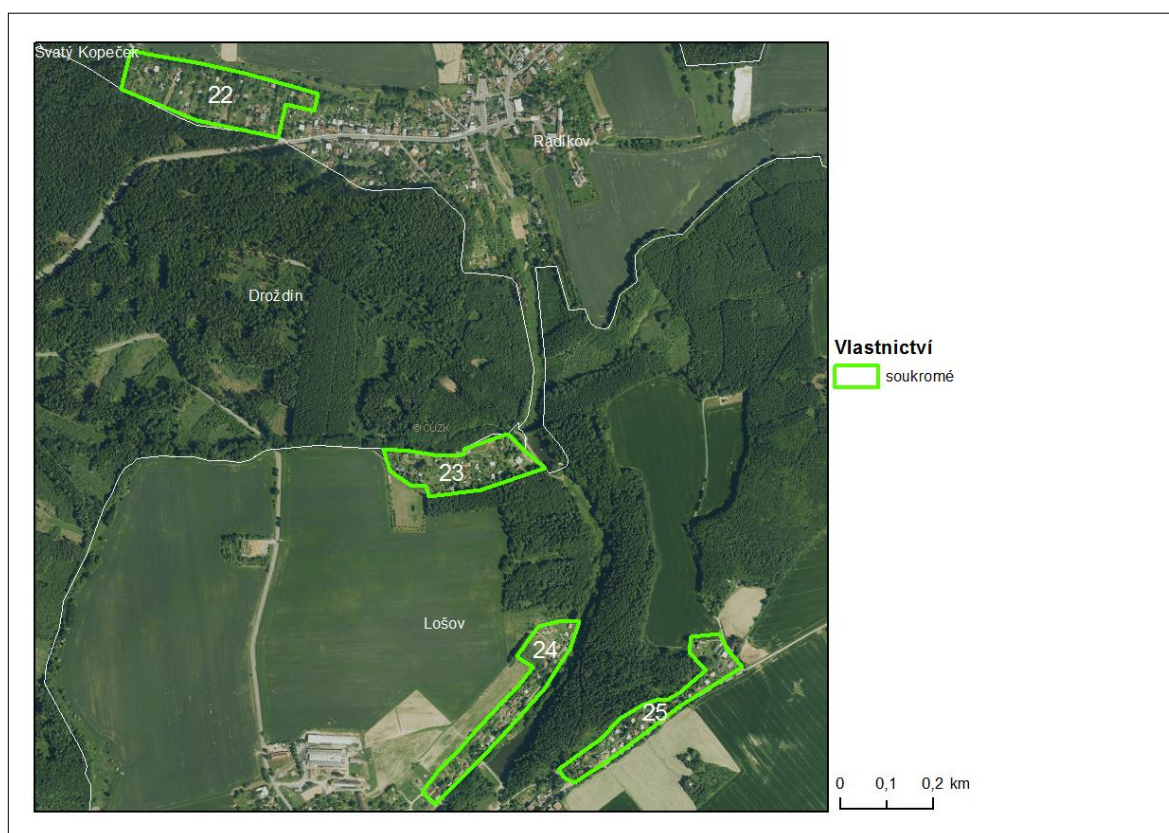 Svatý Kopeček
22
Radíkov
Droždín
Vlastnictví
soukromé
© ČÚZK
23
Lošov
24
25
0 0,1 0,2 km